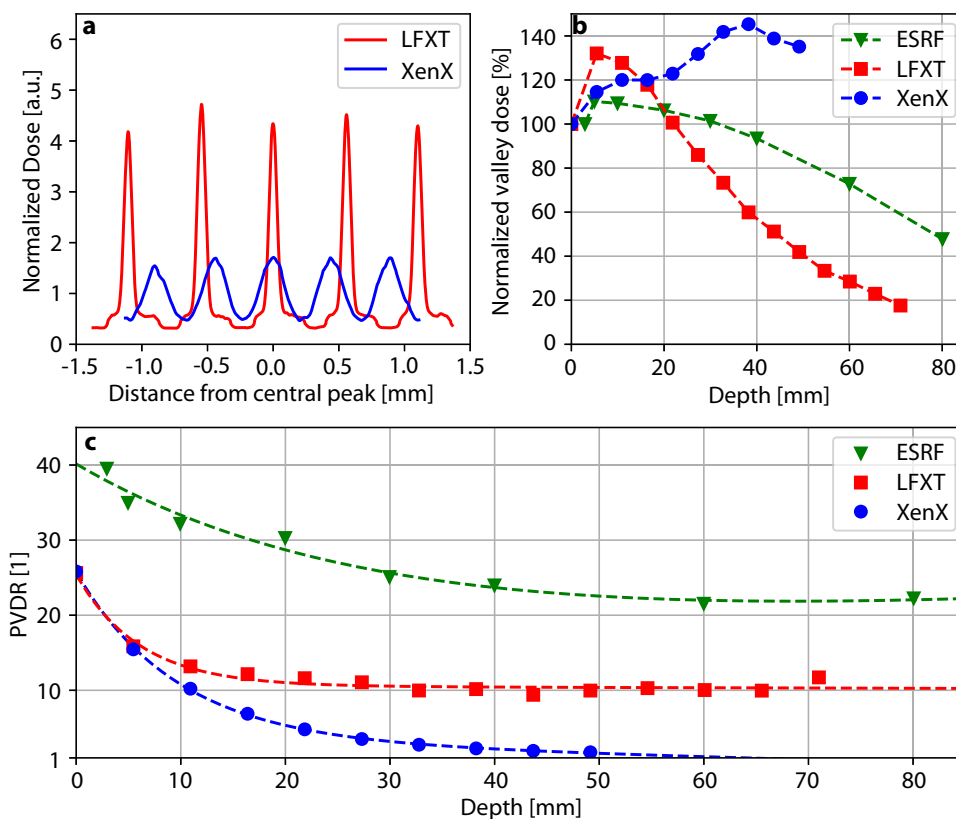 a
LFXT
XenX
Normalized Dose [a.u.]
6
5
4
3
2
1
0
-1.5 -1.0 -0.5 0.0 0.5 1.0 1.5
Distance from central peak [mm]
b
ESRF
LFXT
XenX
Normalized valley dose [%]
140
120
100
80
60
40
20
0
0 20 40 60 80
Depth [mm]
c
ESRF
LFXT
XenX
PVDR [1]
40
30
20
10
1
0 10 20 30 40 50 60 70 80
Depth [mm]